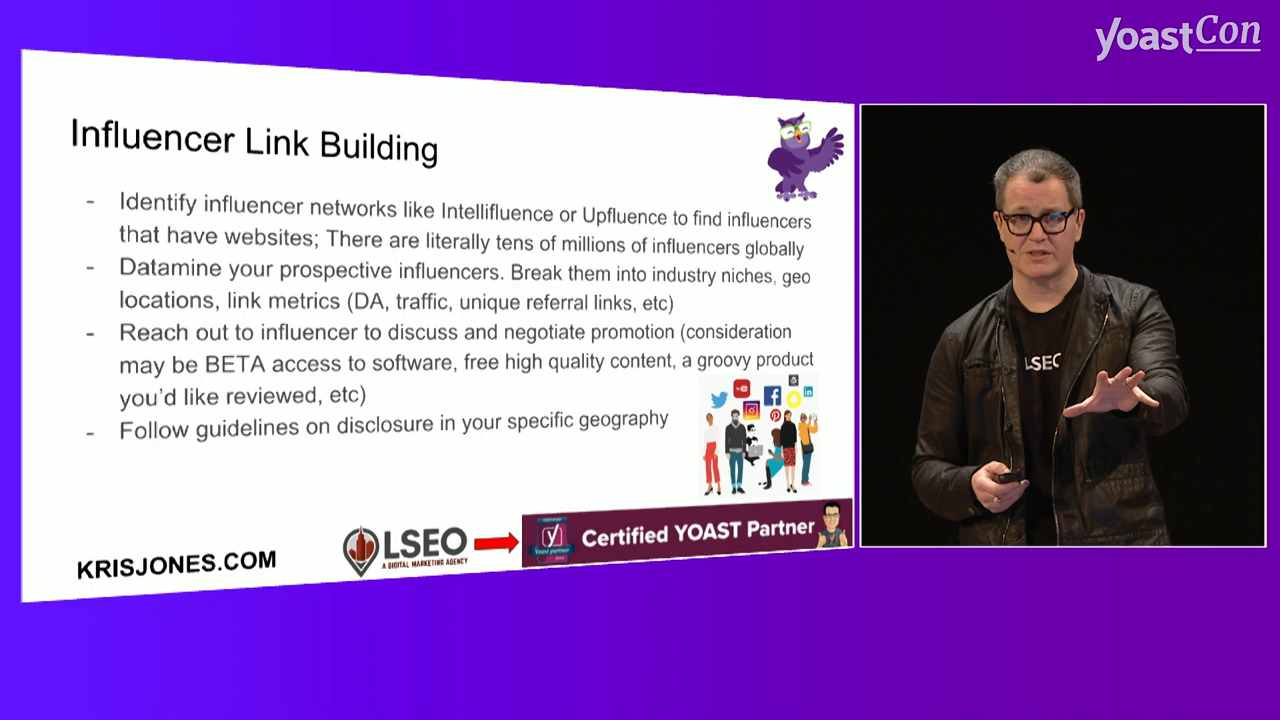 yoastCon
Influencer Link Building
- Identify influencer networks like Intellifluence or Upfluence to find influencers
that have websites; There are literally tens of millions of influencers globally
- Datamine your prospective influencers. Break them into industry niches, geo
locations, link metrics (DA, traffic, unique referral links, etc)
- Reach out to influencer to discuss and negotiate promotion (consideration
may be BETA access to software, free high quality content, a groovy product
you'd like reviewed, etc)
- Follow guidelines on disclosure in your specific geography
LSEO
KRISJONES.COM
LSEO
A DIGITAL MARKETING AGENCY
Yoast partner
Certified YOAST Partner